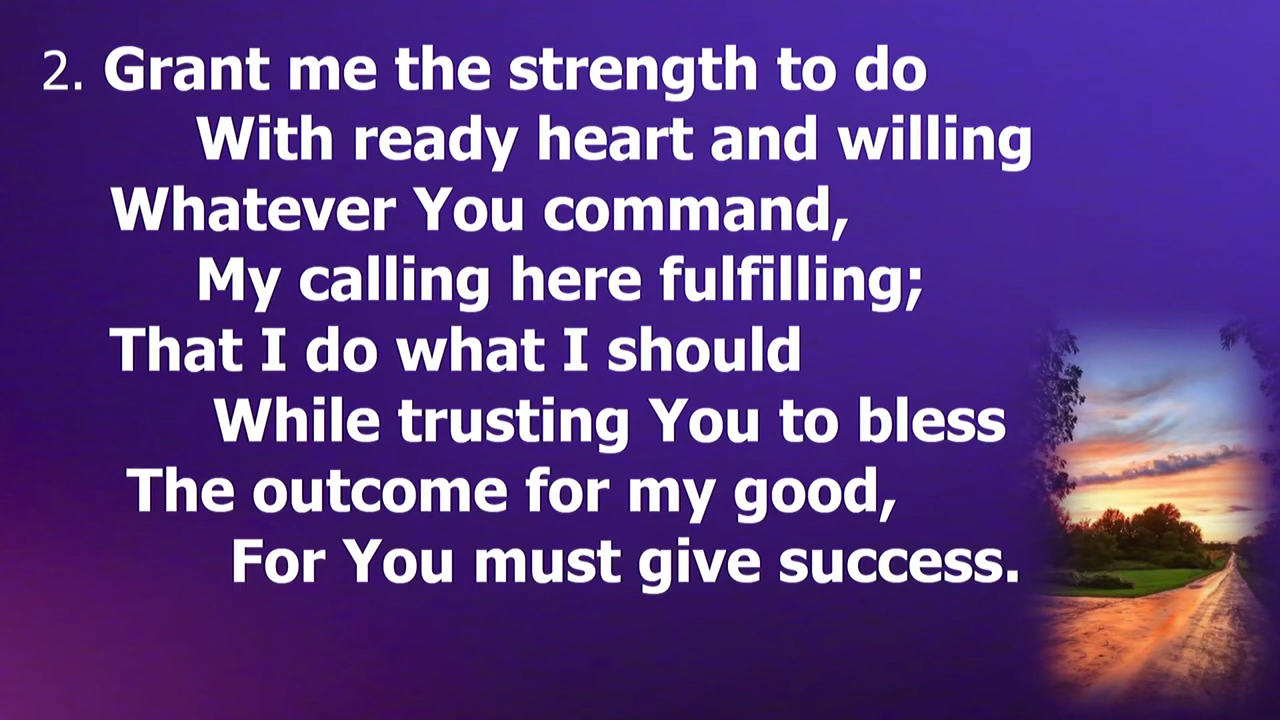 2. Grant me the strength to do
With ready heart and willing
Whatever You command,
My calling here fulfilling;
That I do what I should
While trusting You to bless
The outcome for my good,
For You must give success.